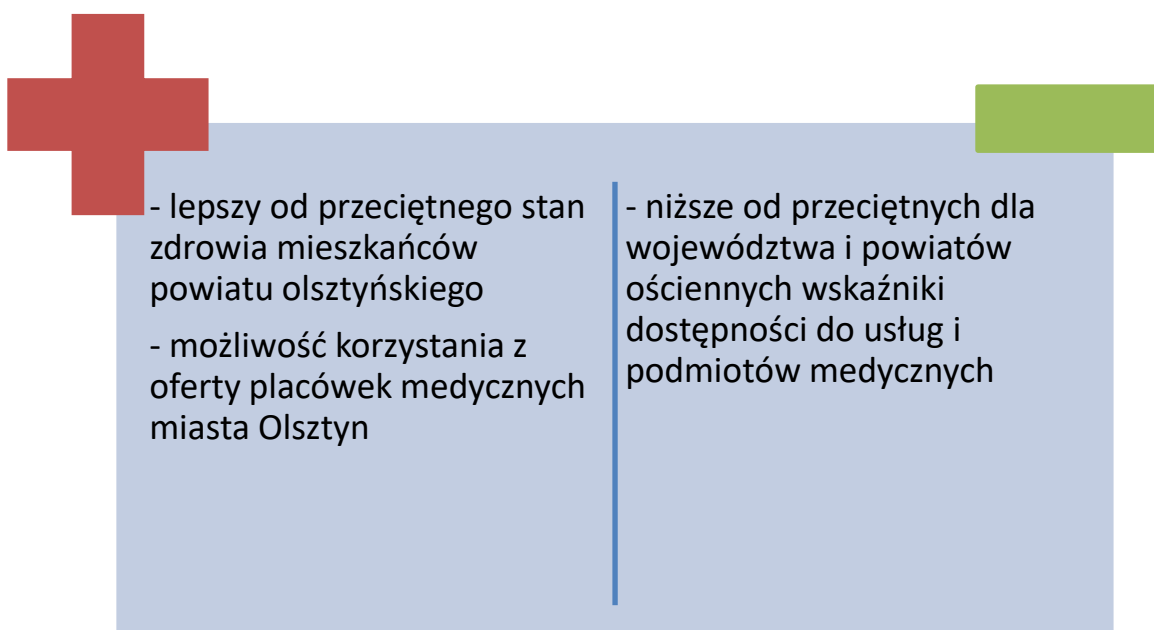 - lepszy od przeciętnego stan
zdrowia mieszkańców
powiatu olsztyńskiego
- możliwość korzystania z
oferty placówek medycznych
miasta Olsztyn
- niższe od przeciętnych dla
województwa i powiatów
ościennych wskaźniki
dostępności do usług i
podmiotów medycznych